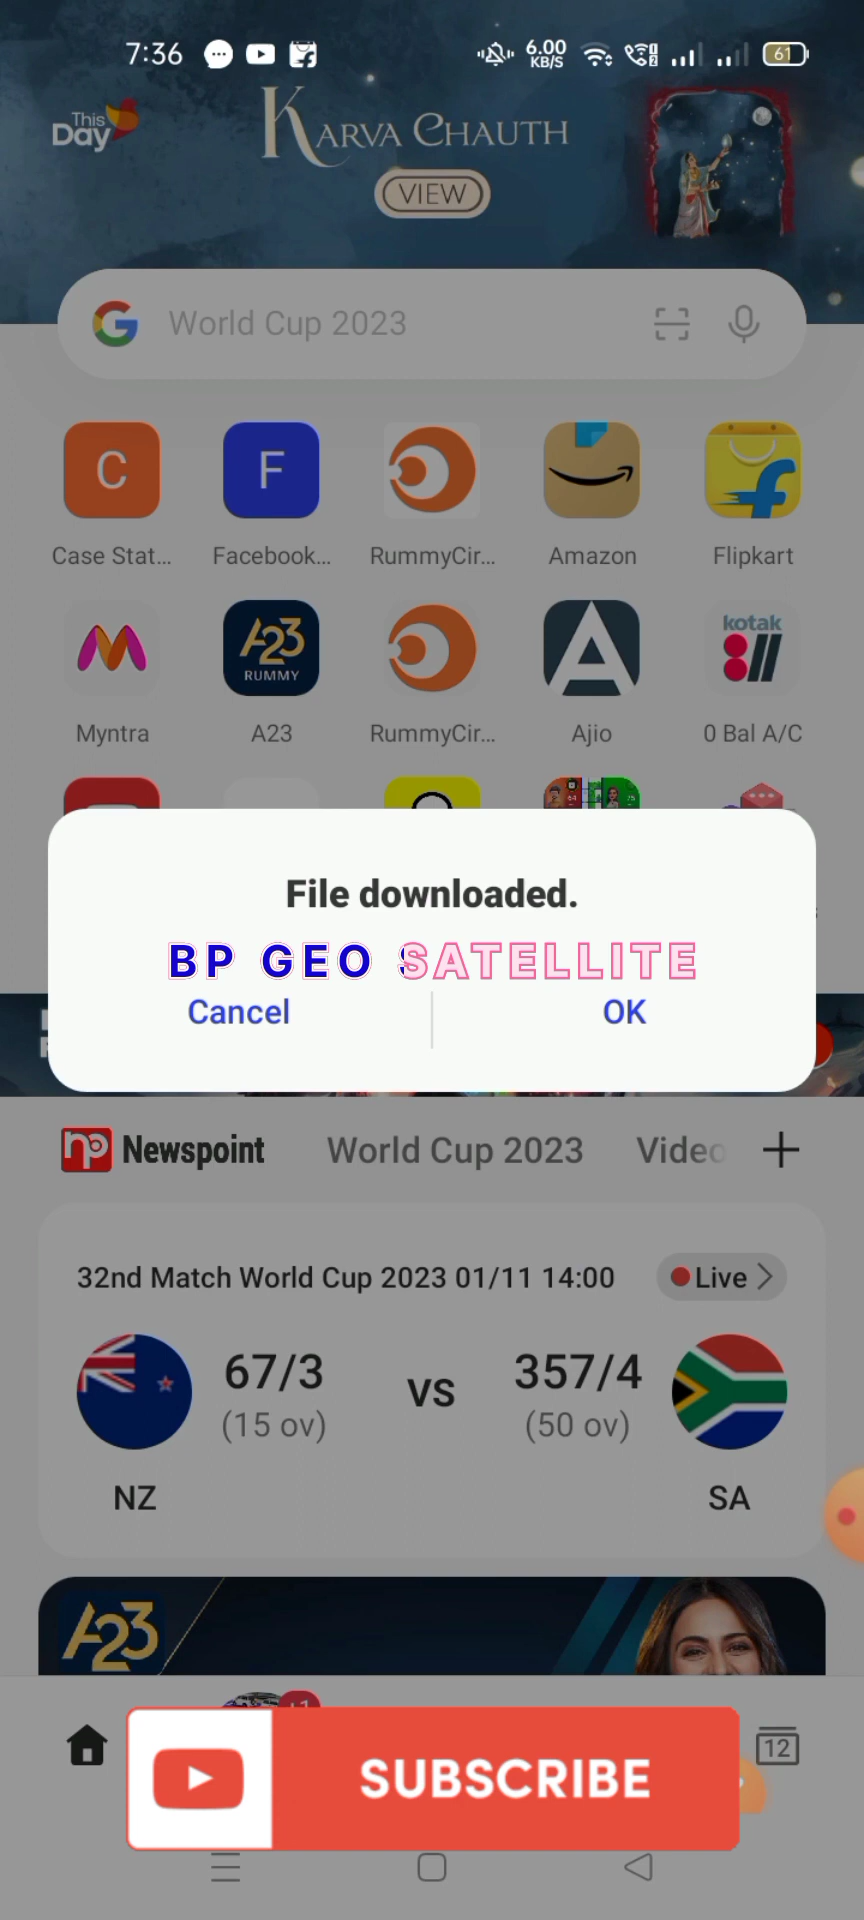 7:36
6.00
KB/S
61
This
Day
KARVA CHAUTH
VIEW
World Cup 2023
C
F
Case Stat...
Facebook...
RummyCir...
Amazon
Flipkart
A23
RUMMY
kotak
811
Myntra
A23
RummyCir...
Ajio
0 Bal A/C
File downloaded.
BP GEO SATELLITE
Cancel
OK
np Newspoint
World Cup 2023
Video
32nd Match World Cup 2023 01/11 14:00
Live
67/3
VS
357/4
(15 ov)
(50 ov)
NZ
SA
A23
+1
12
SUBSCRIBE